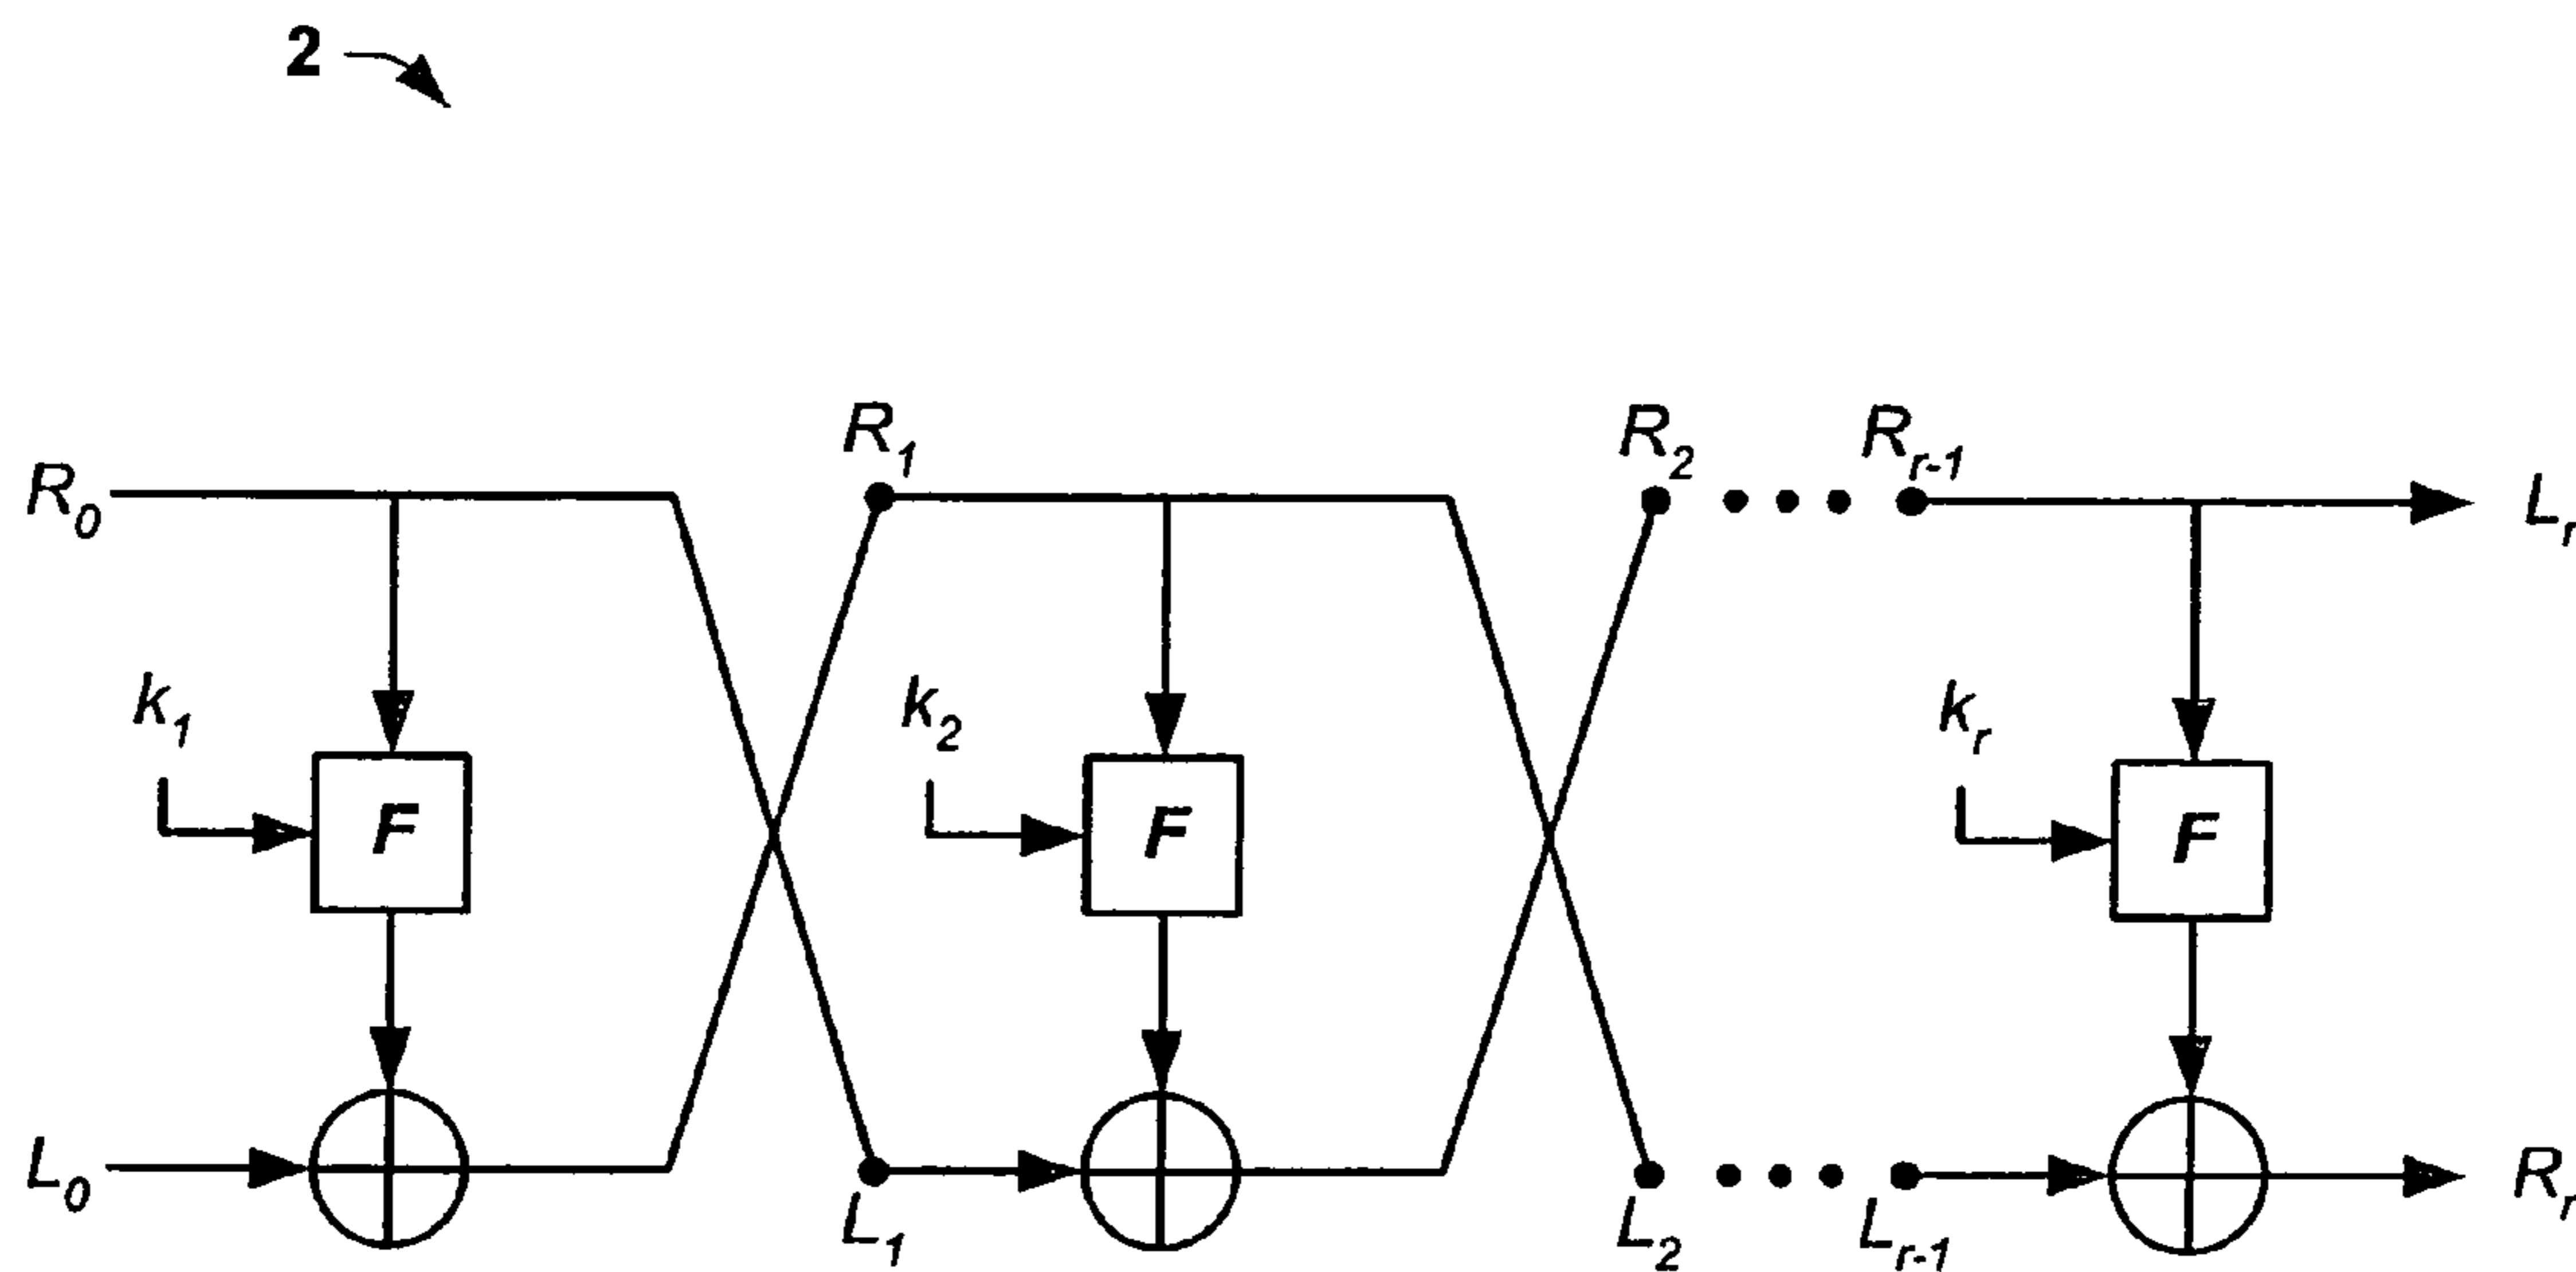 2
R₁ R₂ Rᵣ₋₁
R₀ Lᵣ
k₁ k₂ kᵣ
F F F
L₀ Rᵣ
L₁ L₂ Lᵣ₋₁